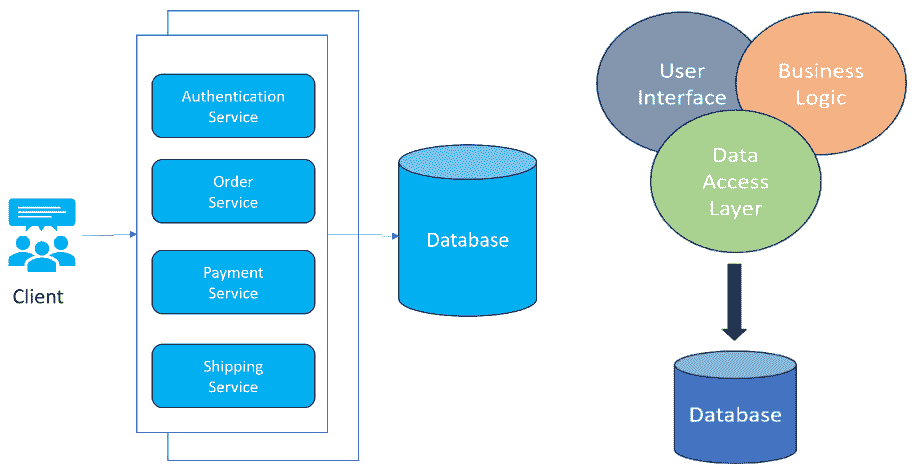 Client
Authentication
Service
Order
Service
Payment
Service
Shipping
Service
Database
User
Interface
Business
Logic
Data
Access
Layer
Database